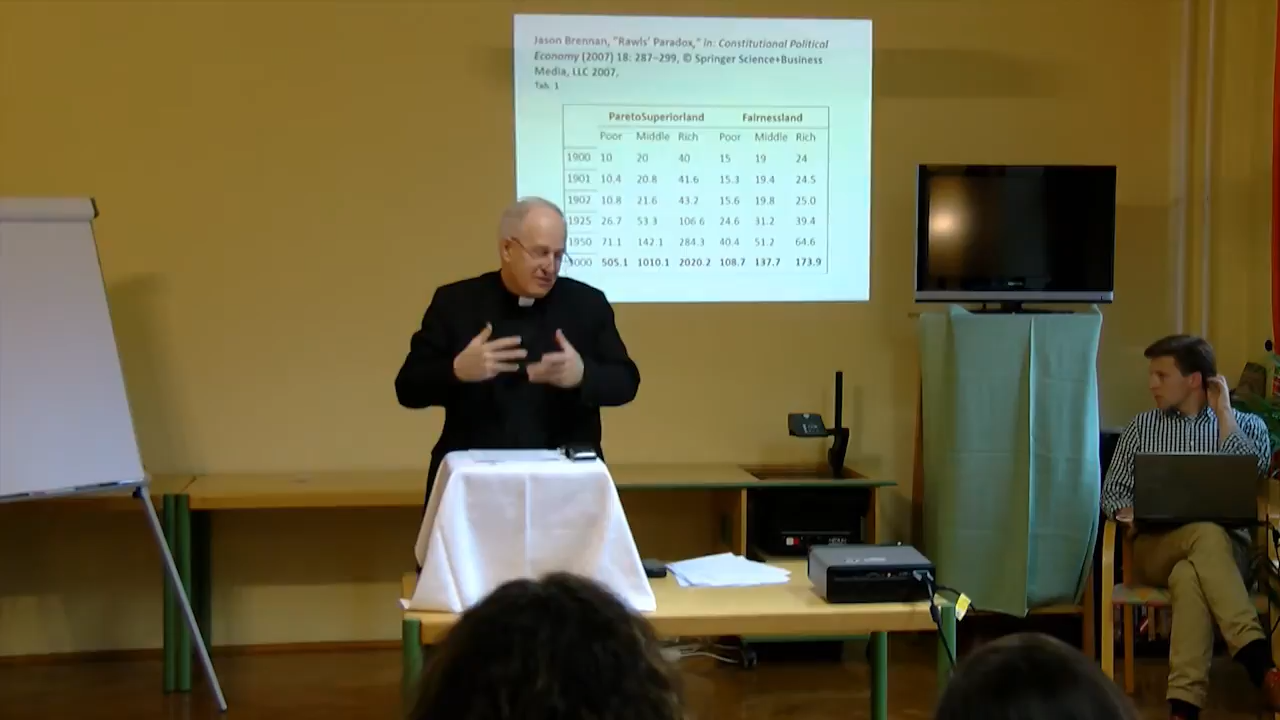 Jason Brennan, "Rawls' Paradox," in: Constitutional Political
Economy (2007) 18: 287–299, © Springer Science+Business
Media, LLC 2007.
Tab. 1
ParetoSuperiorland Fairnessland
Poor Middle Rich Poor Middle Rich
1900 10 20 40 15 19 24
1901 10.4 20.8 41.6 15.3 19.4 24.5
1902 10.8 21.6 43.2 15.6 19.8 25.0
1925 26.7 53.3 106.6 24.6 31.2 39.4
1950 71.1 142.1 284.3 40.4 51.2 64.6
000 505.1 1010.1 2020.2 108.7 137.7 173.9